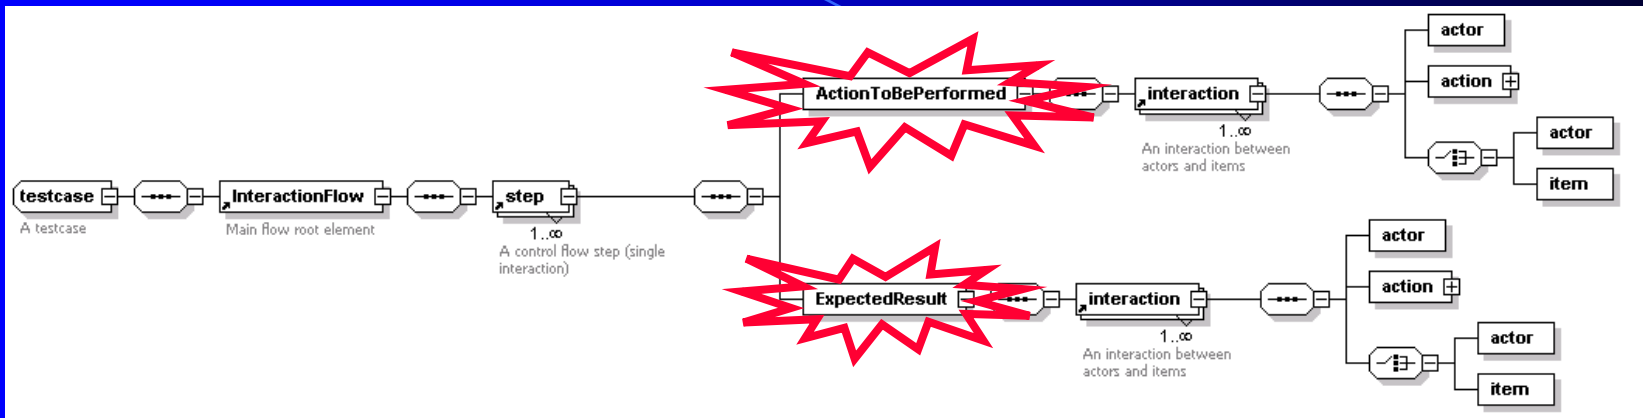 testcase
A testcase
InteractionFlow
Main flow root element
step
1..∞
A control flow step (single
interaction)
ActionToBePerformed
interaction
1..∞
An interaction between
actors and items
actor
action
actor
item
ExpectedResult
interaction
1..∞
An interaction between
actors and items
actor
action
actor
item